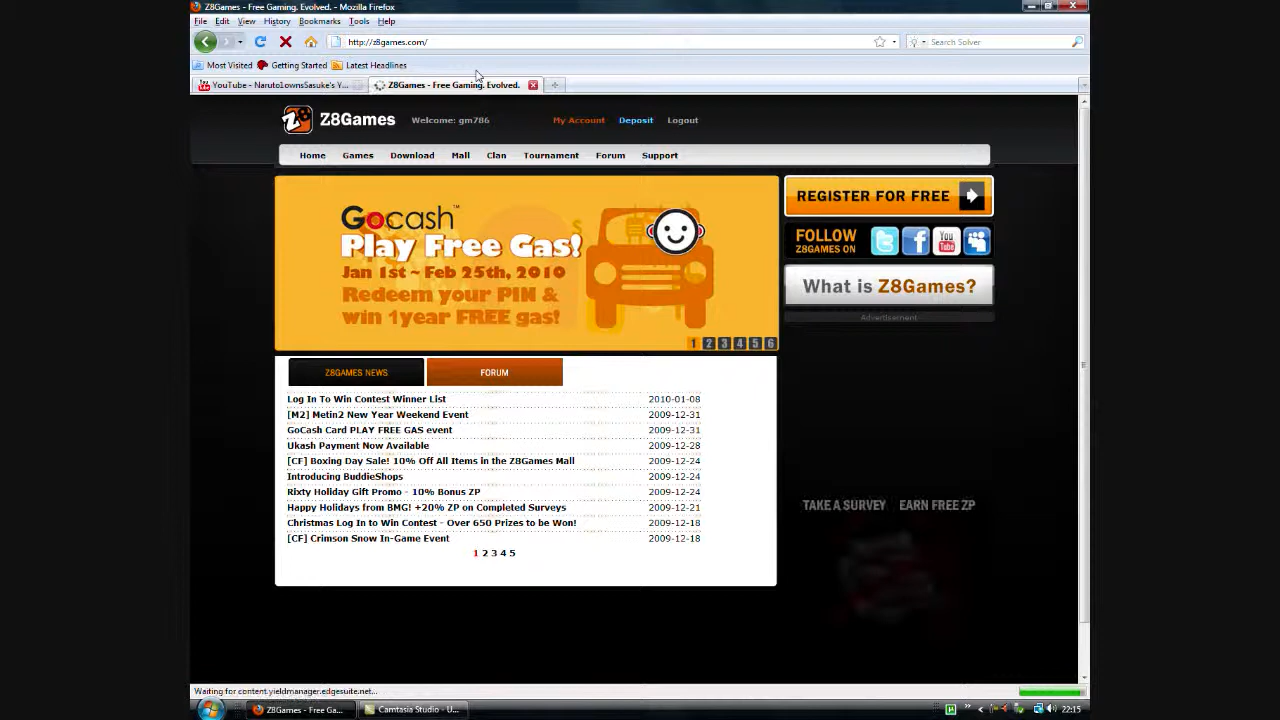 Z8Games - Free Gaming. Evolved. - Mozilla Firefox
File Edit View History Bookmarks Tools Help
http://z8games.com/
Search Solver
Most Visited Getting Started Latest Headlines
YouTube - Naruto1ownsSasuke's Y...
Z8Games - Free Gaming. Evolved.
Z8 Z8Games Welcome: gm786 My Account Deposit Logout
Home Games Download Mall Clan Tournament Forum Support
Gocash™
Play Free Gas!
Jan 1st ~ Feb 25th, 2010
Redeem your PIN &
win 1year FREE gas!
1 2 3 4 5 6
REGISTER FOR FREE
FOLLOW
Z8GAMES ON
You Tube
What is Z8Games?
Advertisement
Z8GAMES NEWS FORUM
Log In To Win Contest Winner List 2010-01-08
[M2] Metin2 New Year Weekend Event 2009-12-31
GoCash Card PLAY FREE GAS event 2009-12-31
Ukash Payment Now Available 2009-12-28
[CF] Boxing Day Sale! 10% Off All Items in the Z8Games Mall 2009-12-24
Introducing BuddieShops 2009-12-24
Rixty Holiday Gift Promo - 10% Bonus ZP 2009-12-24
Happy Holidays from BMG! +20% ZP on Completed Surveys 2009-12-21
Christmas Log In to Win Contest - Over 650 Prizes to be Won! 2009-12-18
[CF] Crimson Snow In-Game Event 2009-12-18
1 2 3 4 5
TAKE A SURVEY EARN FREE ZP
Waiting for content.yieldmanager.edgesuite.net...
Z8Games - Free Ga...
Camtasia Studio - U...
22:15